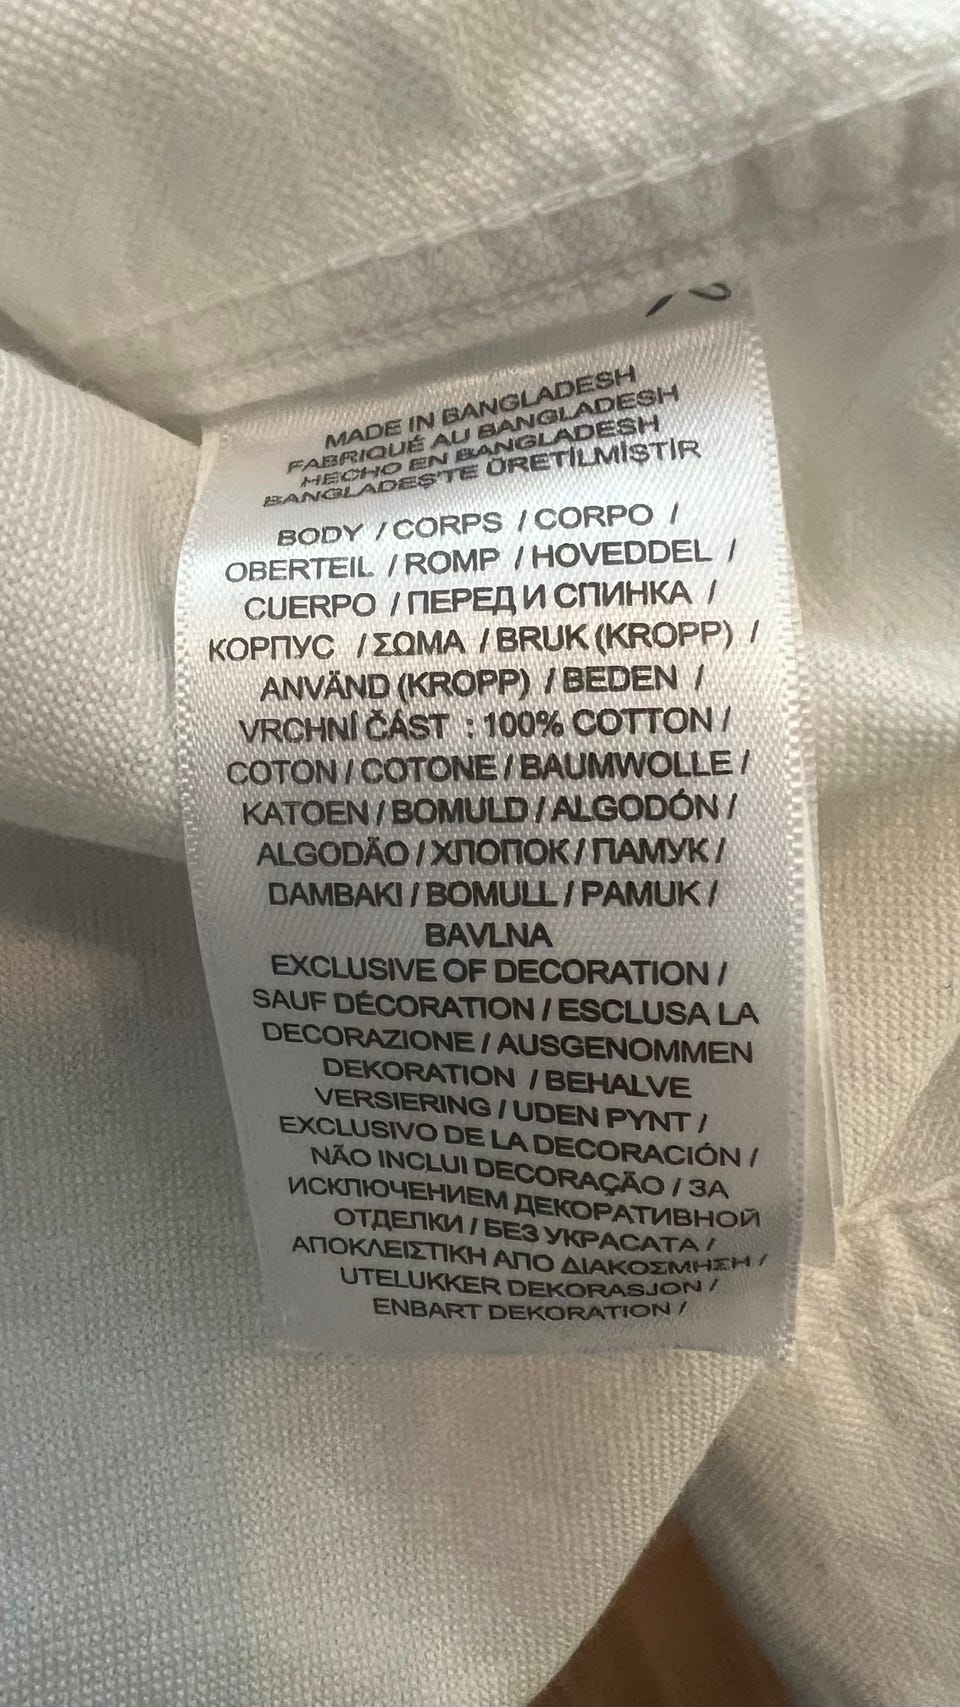 MADE IN BANGLADESH
FABRIQUÉ AU BANGLADESH
HECHO EN BANGLADESH
BANGLADEŞ'TE ÜRETİLMİŞTİR
BODY / CORPS / CORPO /
OBERTEIL / ROMP / HOVEDDEL /
CUERPO / ПЕРЕД И СПИНКА /
КОРПУС / ΣΩΜΑ / BRUK (KROPP) /
ANVÄND (KROPP) / BEDEN /
VRCHNÍ ČÁST : 100% COTTON /
COTON / COTONE / BAUMWOLLE /
KATOEN / BOMULD / ALGODÓN /
ALGODÃO / ХЛОПОК / ПАМУК /
DAMBAKI / BOMULL / PAMUK /
BAVLNA
EXCLUSIVE OF DECORATION /
SAUF DÉCORATION / ESCLUSA LA
DECORAZIONE / AUSGENOMMEN
DEKORATION / BEHALVE
VERSIERING / UDEN PYNT /
EXCLUSIVO DE LA DECORACIÓN /
NÃO INCLUI DECORAÇÃO / ЗА
ИСКЛЮЧЕНИЕМ ДЕКОРАТИВНОЙ
ОТДЕЛКИ / БЕЗ УКРАСАТА /
ΑΠΟΚΛΕΙΣΤΙΚΗ ΑΠΟ ΔΙΑΚΟΣΜΗΣΗ /
UTELUKKER DEKORASJON /
ENBART DEKORATION /